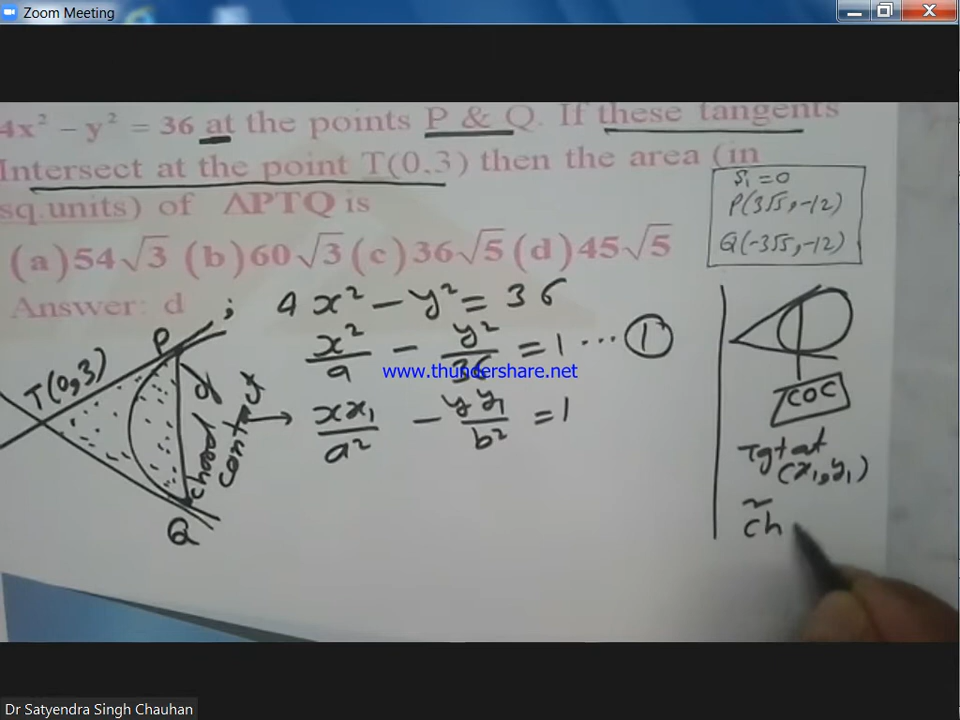 Zoom Meeting
4x² − y² = 36 at the points P & Q. If these tangents
Intersect at the point T(0,3) then the area (in
sq.units) of ΔPTQ is
(a)54√3 (b)60√3(c)36√5(d)45√5
Answer: d
S₁ = 0
P(3√5, -12)
Q(-3√5, -12)
; 4x² − y² = 36
x²/9 − y²/36 = 1 ... ①
www.thundershare.net
xx₁/a² − yy₁/b² = 1
T(0,3)
P
chord of
contact
Q
COC
Tgt at
(x₁, y₁)
~
ch
Dr Satyendra Singh Chauhan